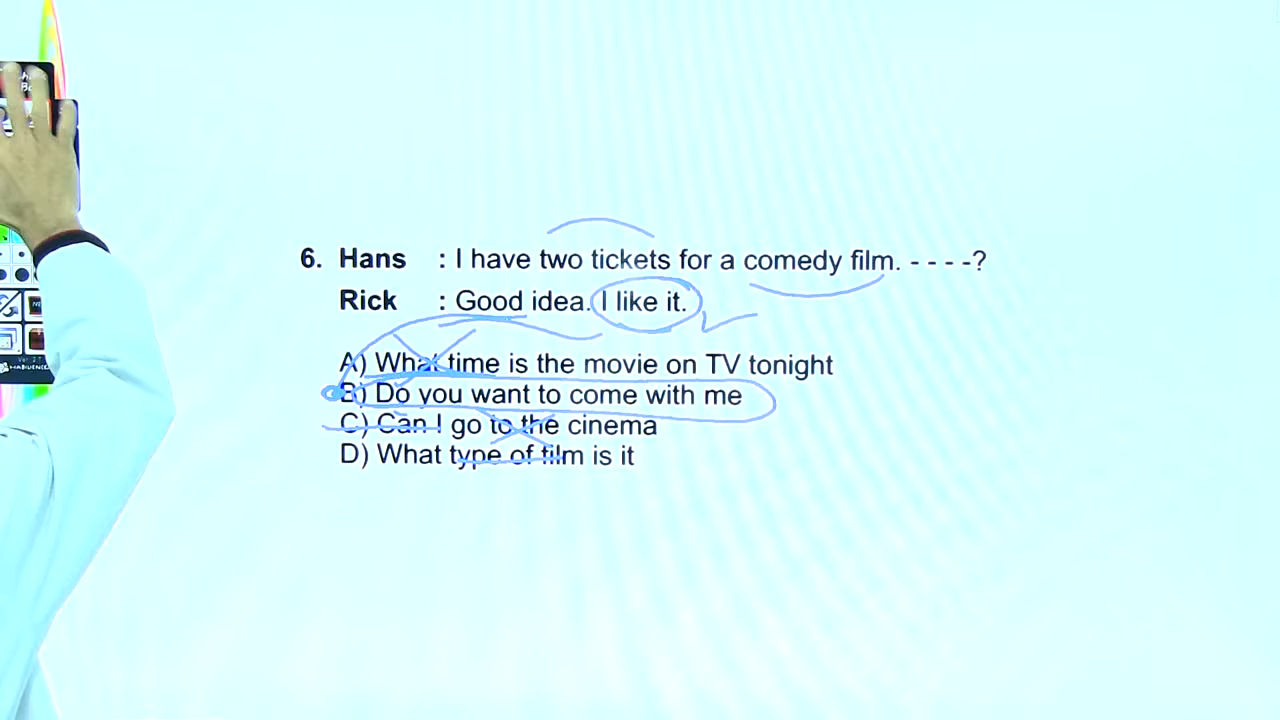 6. Hans : I have two tickets for a comedy film. - - - -?
Rick : Good idea. I like it.
A) What time is the movie on TV tonight
B) Do you want to come with me
C) Can I go to the cinema
D) What type of film is it